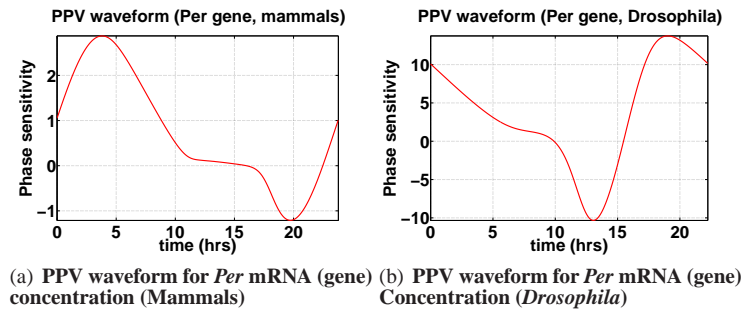 PPV waveform (Per gene, mammals)
Phase sensitivity
2
1
0
−1
0
5
10
15
20
time (hrs)
PPV waveform (Per gene, Drosophila)
Phase sensitivity
10
5
0
−5
−10
0
5
10
15
20
time (hrs)
(a) PPV waveform for Per mRNA (gene)
concentration (Mammals)
(b) PPV waveform for Per mRNA (gene)
Concentration (Drosophila)